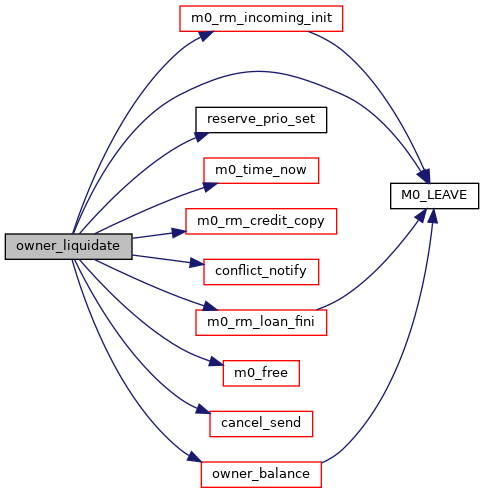 m0_rm_incoming_init
reserve_prio_set
m0_time_now
M0_LEAVE
m0_rm_credit_copy
owner_liquidate
conflict_notify
m0_rm_loan_fini
m0_free
cancel_send
owner_balance